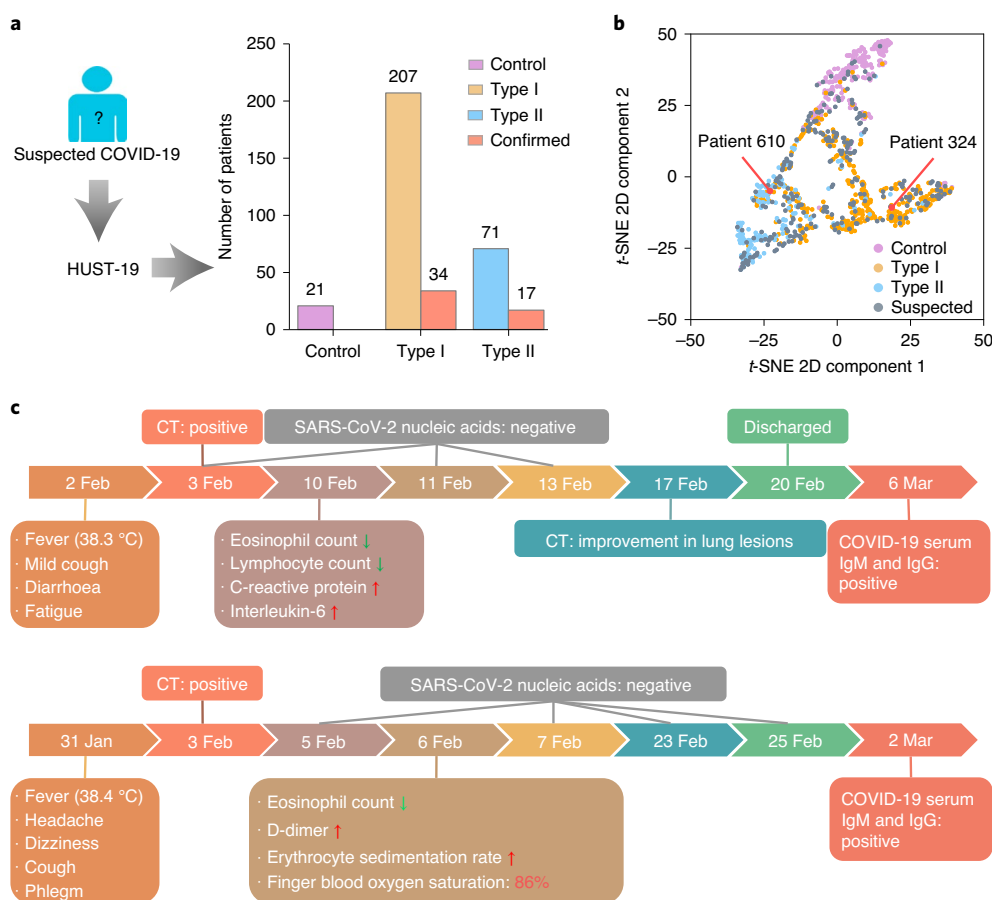 a
?
Suspected COVID-19
HUST-19
Number of patients
250
200
150
100
50
0
21
207
34
71
17
Control
Type I
Type II
Control
Type I
Type II
Confirmed
b
t-SNE 2D component 2
50
25
0
−25
−50
Patient 610
Patient 324
Control
Type I
Type II
Suspected
−50
−25
0
25
50
t-SNE 2D component 1
c
CT: positive
SARS-CoV-2 nucleic acids: negative
Discharged
2 Feb
3 Feb
10 Feb
11 Feb
13 Feb
17 Feb
20 Feb
6 Mar
· Fever (38.3 °C)
· Mild cough
· Diarrhoea
· Fatigue
· Eosinophil count ↓
· Lymphocyte count ↓
· C-reactive protein ↑
· Interleukin-6 ↑
CT: improvement in lung lesions
COVID-19 serum
IgM and IgG:
positive
CT: positive
SARS-CoV-2 nucleic acids: negative
31 Jan
3 Feb
5 Feb
6 Feb
7 Feb
23 Feb
25 Feb
2 Mar
· Fever (38.4 °C)
· Headache
· Dizziness
· Cough
· Phlegm
· Eosinophil count ↓
· D-dimer ↑
· Erythrocyte sedimentation rate ↑
· Finger blood oxygen saturation: 86%
COVID-19 serum
IgM and IgG:
positive